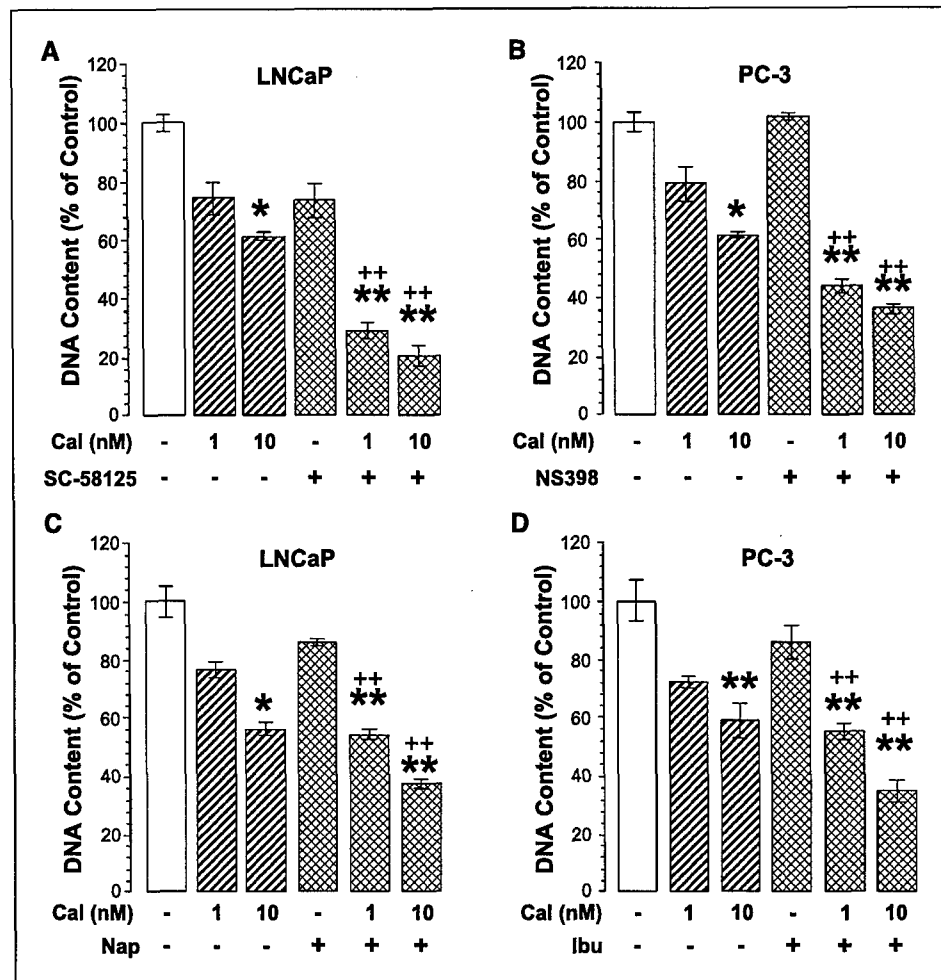 A
LNCaP
DNA Content (% of Control)
120
100
80
60
40
20
0
*
++
**
++
**
Cal (nM) - 1 10 - 1 10
SC-58125 - - - + + +
B
PC-3
DNA Content (% of Control)
120
100
80
60
40
20
0
*
++
**
++
**
Cal (nM) - 1 10 - 1 10
NS398 - - - + + +
C
LNCaP
DNA Content (% of Control)
120
100
80
60
40
20
0
*
++
**
++
**
Cal (nM) - 1 10 - 1 10
Nap - - - + + +
D
PC-3
DNA Content (% of Control)
120
100
80
60
40
20
0
**
++
**
++
**
Cal (nM) - 1 10 - 1 10
Ibu - - - + + +